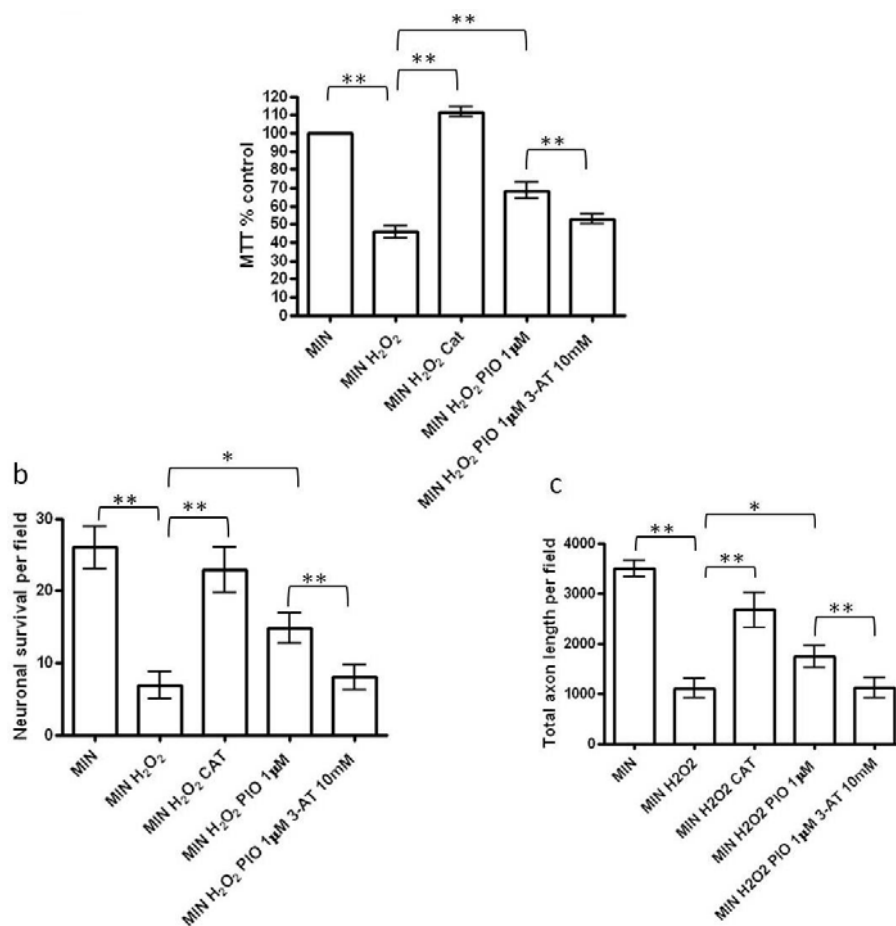 **
** **
**
MTT % control
120
110
100
90
80
70
60
50
40
30
20
10
0
MIN
MIN H₂O₂
MIN H₂O₂ Cat
MIN H₂O₂ PIO 1μM
MIN H₂O₂ PIO 1μM 3-AT 10mM
b
*
** **
**
Neuronal survival per field
30
20
10
0
MIN
MIN H₂O₂
MIN H₂O₂ CAT
MIN H₂O₂ PIO 1μM
MIN H₂O₂ PIO 1μM 3-AT 10mM
c
*
** **
**
Total axon length per field
4000
3000
2000
1000
0
MIN
MIN H2O2
MIN H2O2 CAT
MIN H2O2 PIO 1μM
MIN H2O2 PIO 1μM 3-AT 10mM